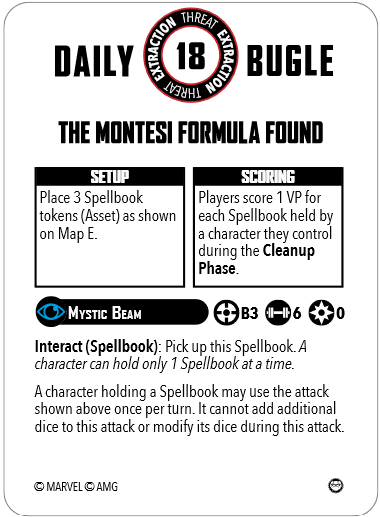 DAILY BUGLE
THREAT EXTRACTION THREAT EXTRACTION
18
THE MONTESI FORMULA FOUND
SETUP
Place 3 Spellbook
tokens (Asset) as shown
on Map E.
SCORING
Players score 1 VP for
each Spellbook held by
a character they control
during the Cleanup
Phase.
MYSTIC BEAM B3 6 0
Interact (Spellbook): Pick up this Spellbook. A
character can hold only 1 Spellbook at a time.
A character holding a Spellbook may use the attack
shown above once per turn. It cannot add additional
dice to this attack or modify its dice during this attack.
© MARVEL © AMG